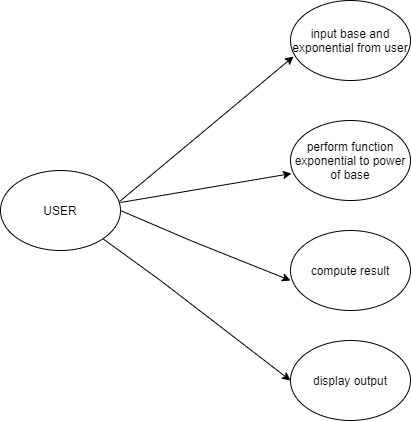 input base and
exponential from user
perform function
exponential to power
of base
USER
compute result
display output